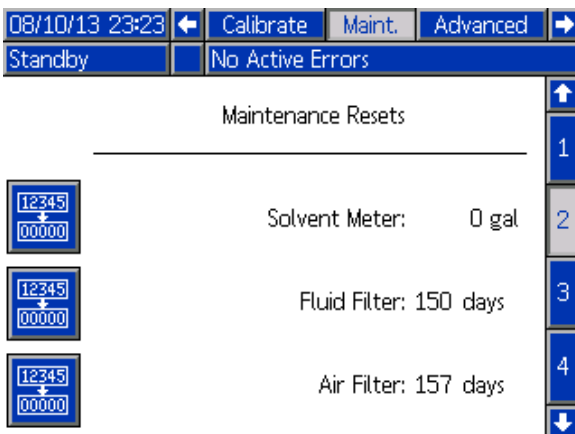 08/10/13 23:23 Calibrate Maint. Advanced
Standby No Active Errors
Maintenance Resets
1
12345
00000
Solvent Meter: 0 gal
2
12345
00000
Fluid Filter: 150 days
3
12345
00000
Air Filter: 157 days
4